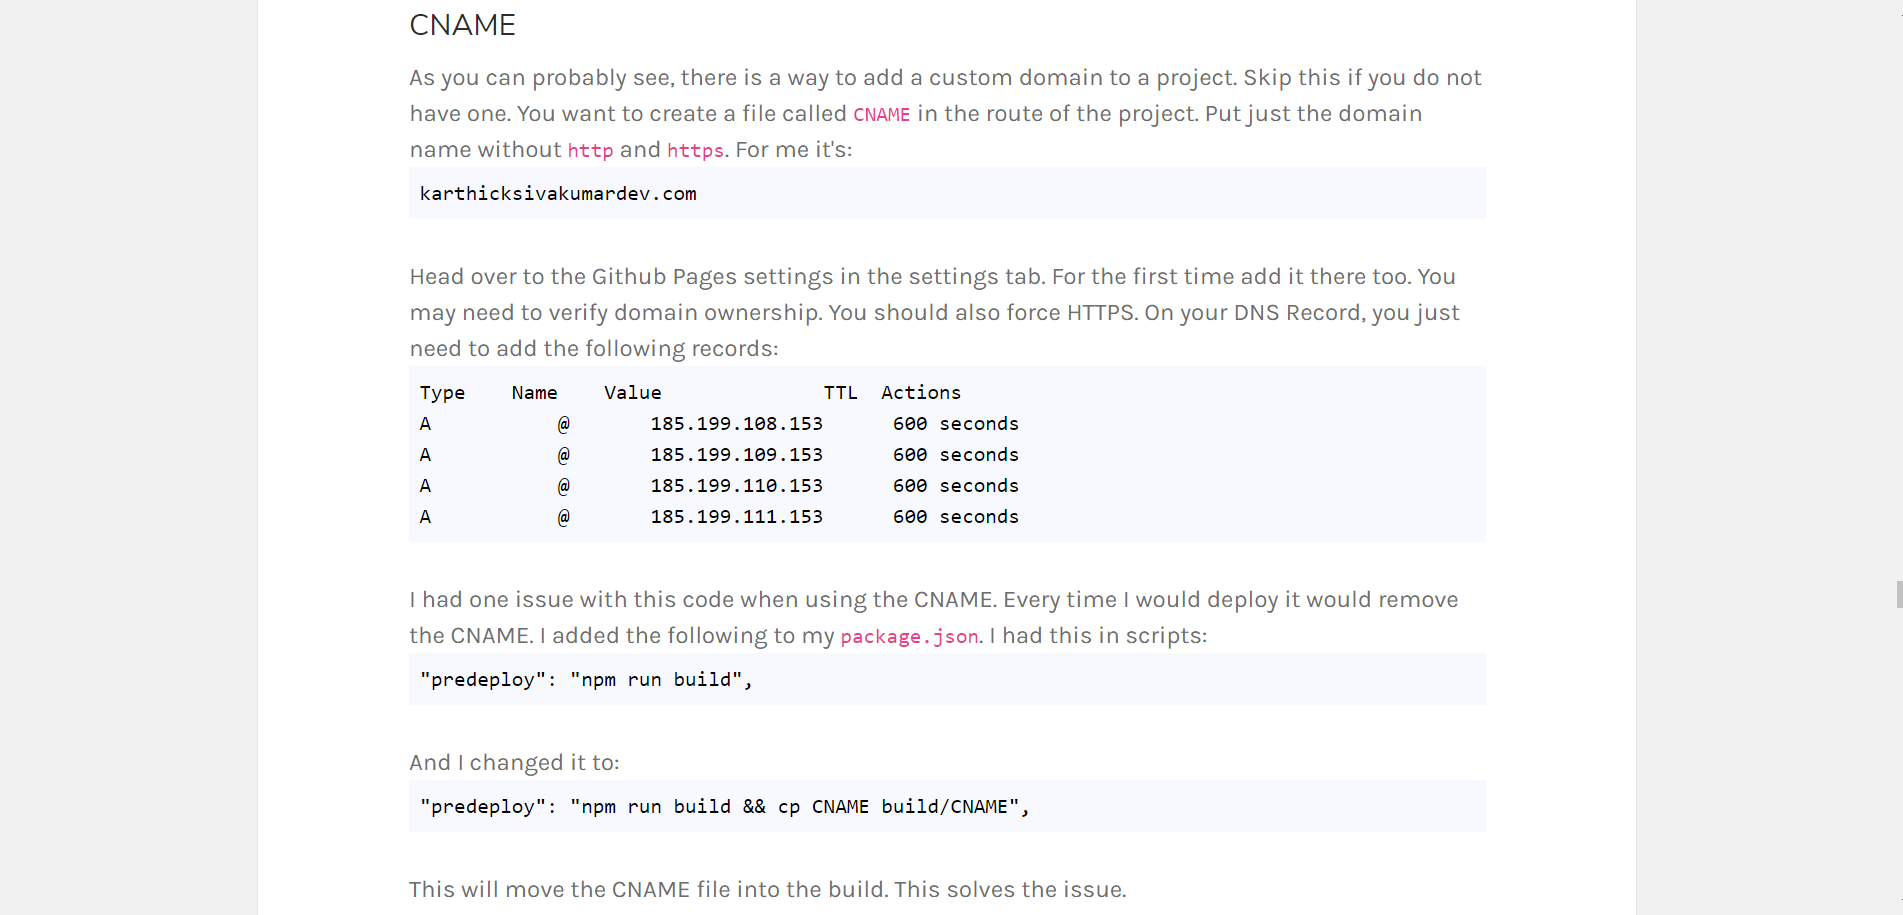 CNAME
As you can probably see, there is a way to add a custom domain to a project. Skip this if you do not
have one. You want to create a file called CNAME in the route of the project. Put just the domain
name without http and https. For me it's:
karthicksivakumardev.com
Head over to the Github Pages settings in the settings tab. For the first time add it there too. You
may need to verify domain ownership. You should also force HTTPS. On your DNS Record, you just
need to add the following records:
Type    Name    Value              TTL  Actions
A           @       185.199.108.153      600 seconds
A           @       185.199.109.153      600 seconds
A           @       185.199.110.153      600 seconds
A           @       185.199.111.153      600 seconds
I had one issue with this code when using the CNAME. Every time I would deploy it would remove
the CNAME. I added the following to my package.json. I had this in scripts:
"predeploy": "npm run build",
And I changed it to:
"predeploy": "npm run build && cp CNAME build/CNAME",
This will move the CNAME file into the build. This solves the issue.